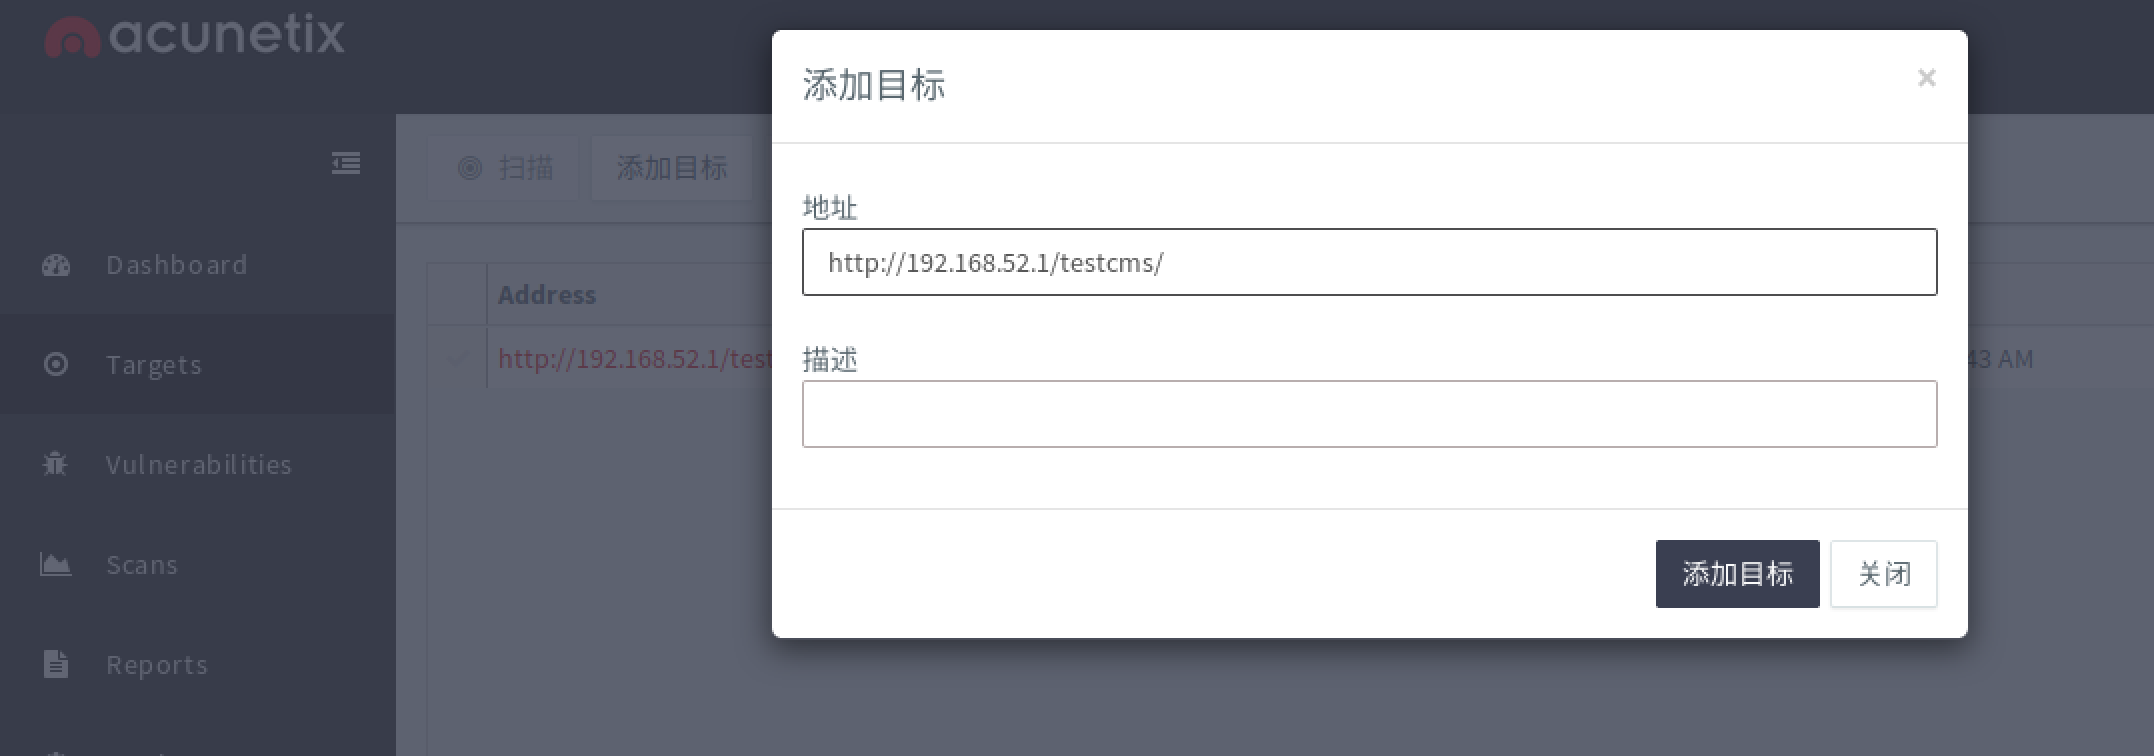 acunetix
添加目标
×
扫描 添加目标
地址
http://192.168.52.1/testcms/
Dashboard
Address
Targets
http://192.168.52.1/test
43 AM
描述
Vulnerabilities
Scans
添加目标 关闭
Reports